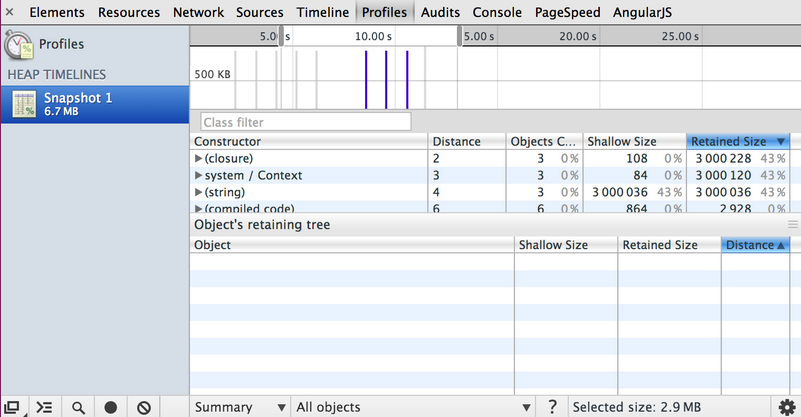 × Elements Resources Network Sources Timeline Profiles Audits Console PageSpeed AngularJS
Profiles
HEAP TIMELINES
Snapshot 1
6.7 MB
5.00 s 10.00 s 5.00 s 20.00 s 25.00 s
500 KB
Class filter
Constructor Distance Objects C... Shallow Size Retained Size ▼
▶(closure) 2 3 0% 108 0% 3 000 228 43%
▶system / Context 3 3 0% 84 0% 3 000 120 43%
▶(string) 4 3 0% 3 000 036 43% 3 000 036 43%
▶(compiled code) 6 6 0% 864 0% 2 928 0%
Object's retaining tree
Object Shallow Size Retained Size Distance▲
Summary ▼ All objects ▼ ? Selected size: 2.9 MB